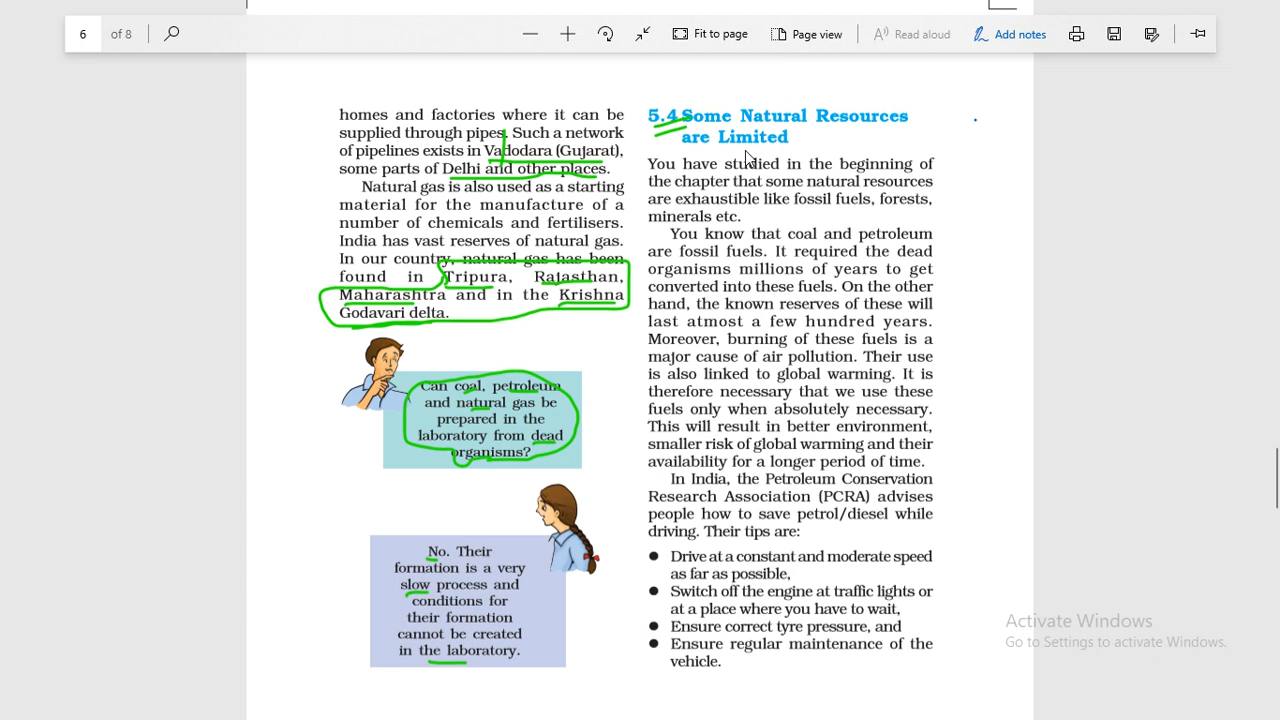 6 of 8
Fit to page
Page view
Read aloud
Add notes
homes and factories where it can be
supplied through pipes. Such a network
of pipelines exists in Vadodara (Gujarat),
some parts of Delhi and other places.
Natural gas is also used as a starting
material for the manufacture of a
number of chemicals and fertilisers.
India has vast reserves of natural gas.
In our country, natural gas has been
found in Tripura, Rajasthan,
Maharashtra and in the Krishna
Godavari delta.
Can coal, petroleum
and natural gas be
prepared in the
laboratory from dead
organisms?
No. Their
formation is a very
slow process and
conditions for
their formation
cannot be created
in the laboratory.
5.4 Some Natural Resources
are Limited
You have studied in the beginning of
the chapter that some natural resources
are exhaustible like fossil fuels, forests,
minerals etc.
You know that coal and petroleum
are fossil fuels. It required the dead
organisms millions of years to get
converted into these fuels. On the other
hand, the known reserves of these will
last atmost a few hundred years.
Moreover, burning of these fuels is a
major cause of air pollution. Their use
is also linked to global warming. It is
therefore necessary that we use these
fuels only when absolutely necessary.
This will result in better environment,
smaller risk of global warming and their
availability for a longer period of time.
In India, the Petroleum Conservation
Research Association (PCRA) advises
people how to save petrol/diesel while
driving. Their tips are:
● Drive at a constant and moderate speed
as far as possible,
● Switch off the engine at traffic lights or
at a place where you have to wait,
● Ensure correct tyre pressure, and
● Ensure regular maintenance of the
vehicle.
Activate Windows
Go to Settings to activate Windows.